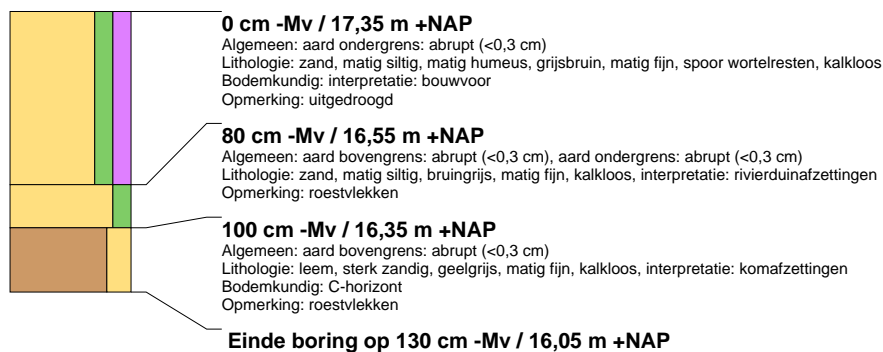 0 cm -Mv / 17,35 m +NAP
Algemeen: aard ondergrens: abrupt (<0,3 cm)
Lithologie: zand, matig siltig, matig humeus, grijsbruin, matig fijn, spoor wortelresten, kalkloos
Bodemkundig: interpretatie: bouwvoor
Opmerking: uitgedroogd
80 cm -Mv / 16,55 m +NAP
Algemeen: aard bovengrens: abrupt (<0,3 cm), aard ondergrens: abrupt (<0,3 cm)
Lithologie: zand, matig siltig, bruingrijs, matig fijn, kalkloos, interpretatie: rivierduinafzettingen
Opmerking: roestvlekken
100 cm -Mv / 16,35 m +NAP
Algemeen: aard bovengrens: abrupt (<0,3 cm)
Lithologie: leem, sterk zandig, geelgrijs, matig fijn, kalkloos, interpretatie: komafzettingen
Bodemkundig: C-horizont
Opmerking: roestvlekken
Einde boring op 130 cm -Mv / 16,05 m +NAP